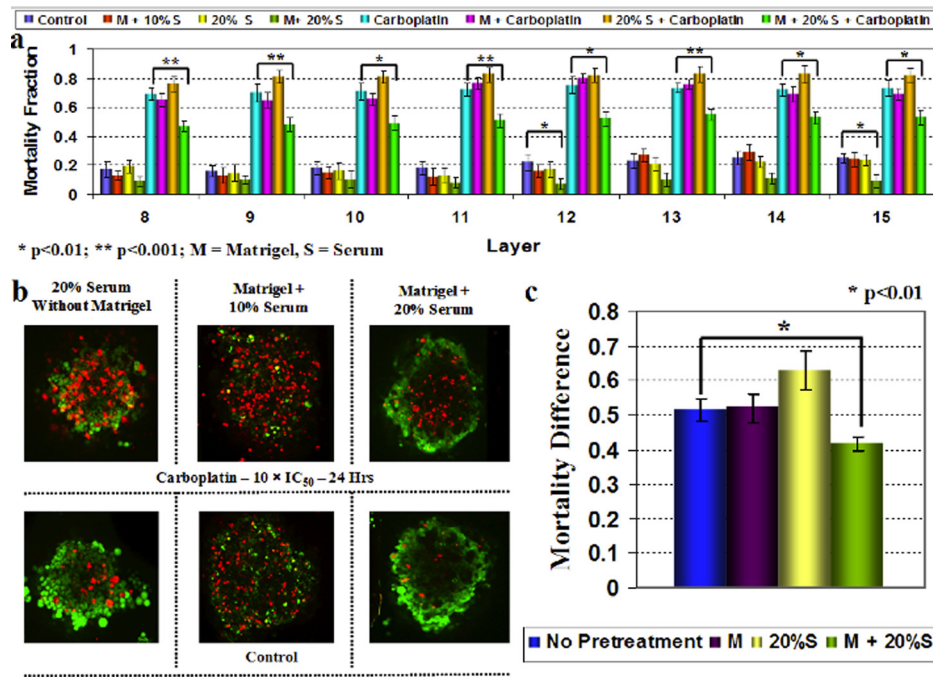 Control M + 10% S 20% S M+ 20% S Carboplatin M + Carboplatin 20% S + Carboplatin M + 20% S + Carboplatin
a
Mortality Fraction
1
0.8
0.6
0.4
0.2
0
** ** * ** * ** * *
* *
8 9 10 11 12 13 14 15
Layer
* p<0.01; ** p<0.001; M = Matrigel, S = Serum
b
20% Serum
Without Matrigel
Matrigel +
10% Serum
Matrigel +
20% Serum
Carboplatin – 10 × IC50 – 24 Hrs
Control
c
* p<0.01
Mortality Difference
0.8
0.7
0.6
0.5
0.4
0.3
0.2
0.1
0
*
No Pretreatment M 20%S M + 20%S